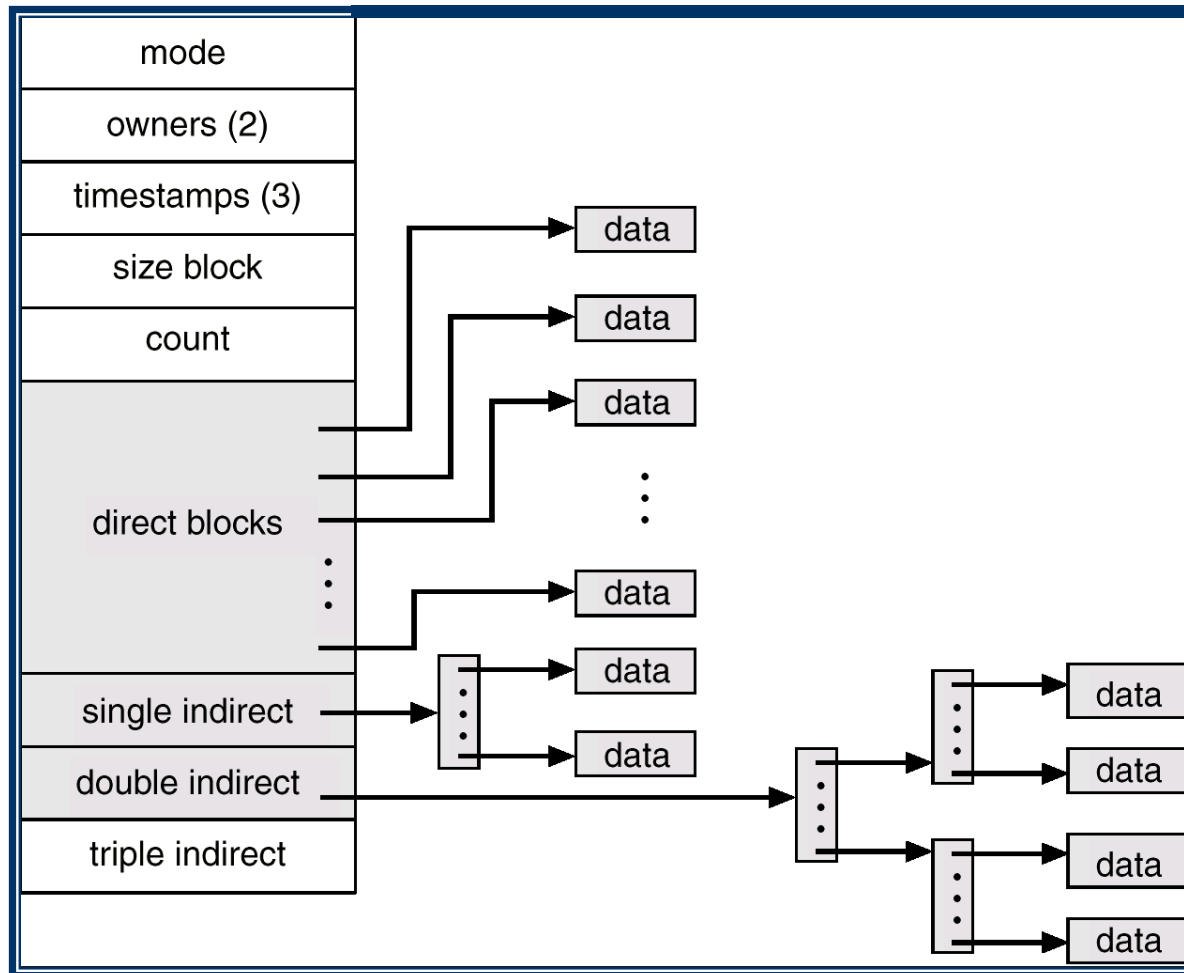 mode
owners (2)
timestamps (3)
size block
count
direct blocks
single indirect
double indirect
triple indirect
data
data
data
data
data
data
data
data
data
data